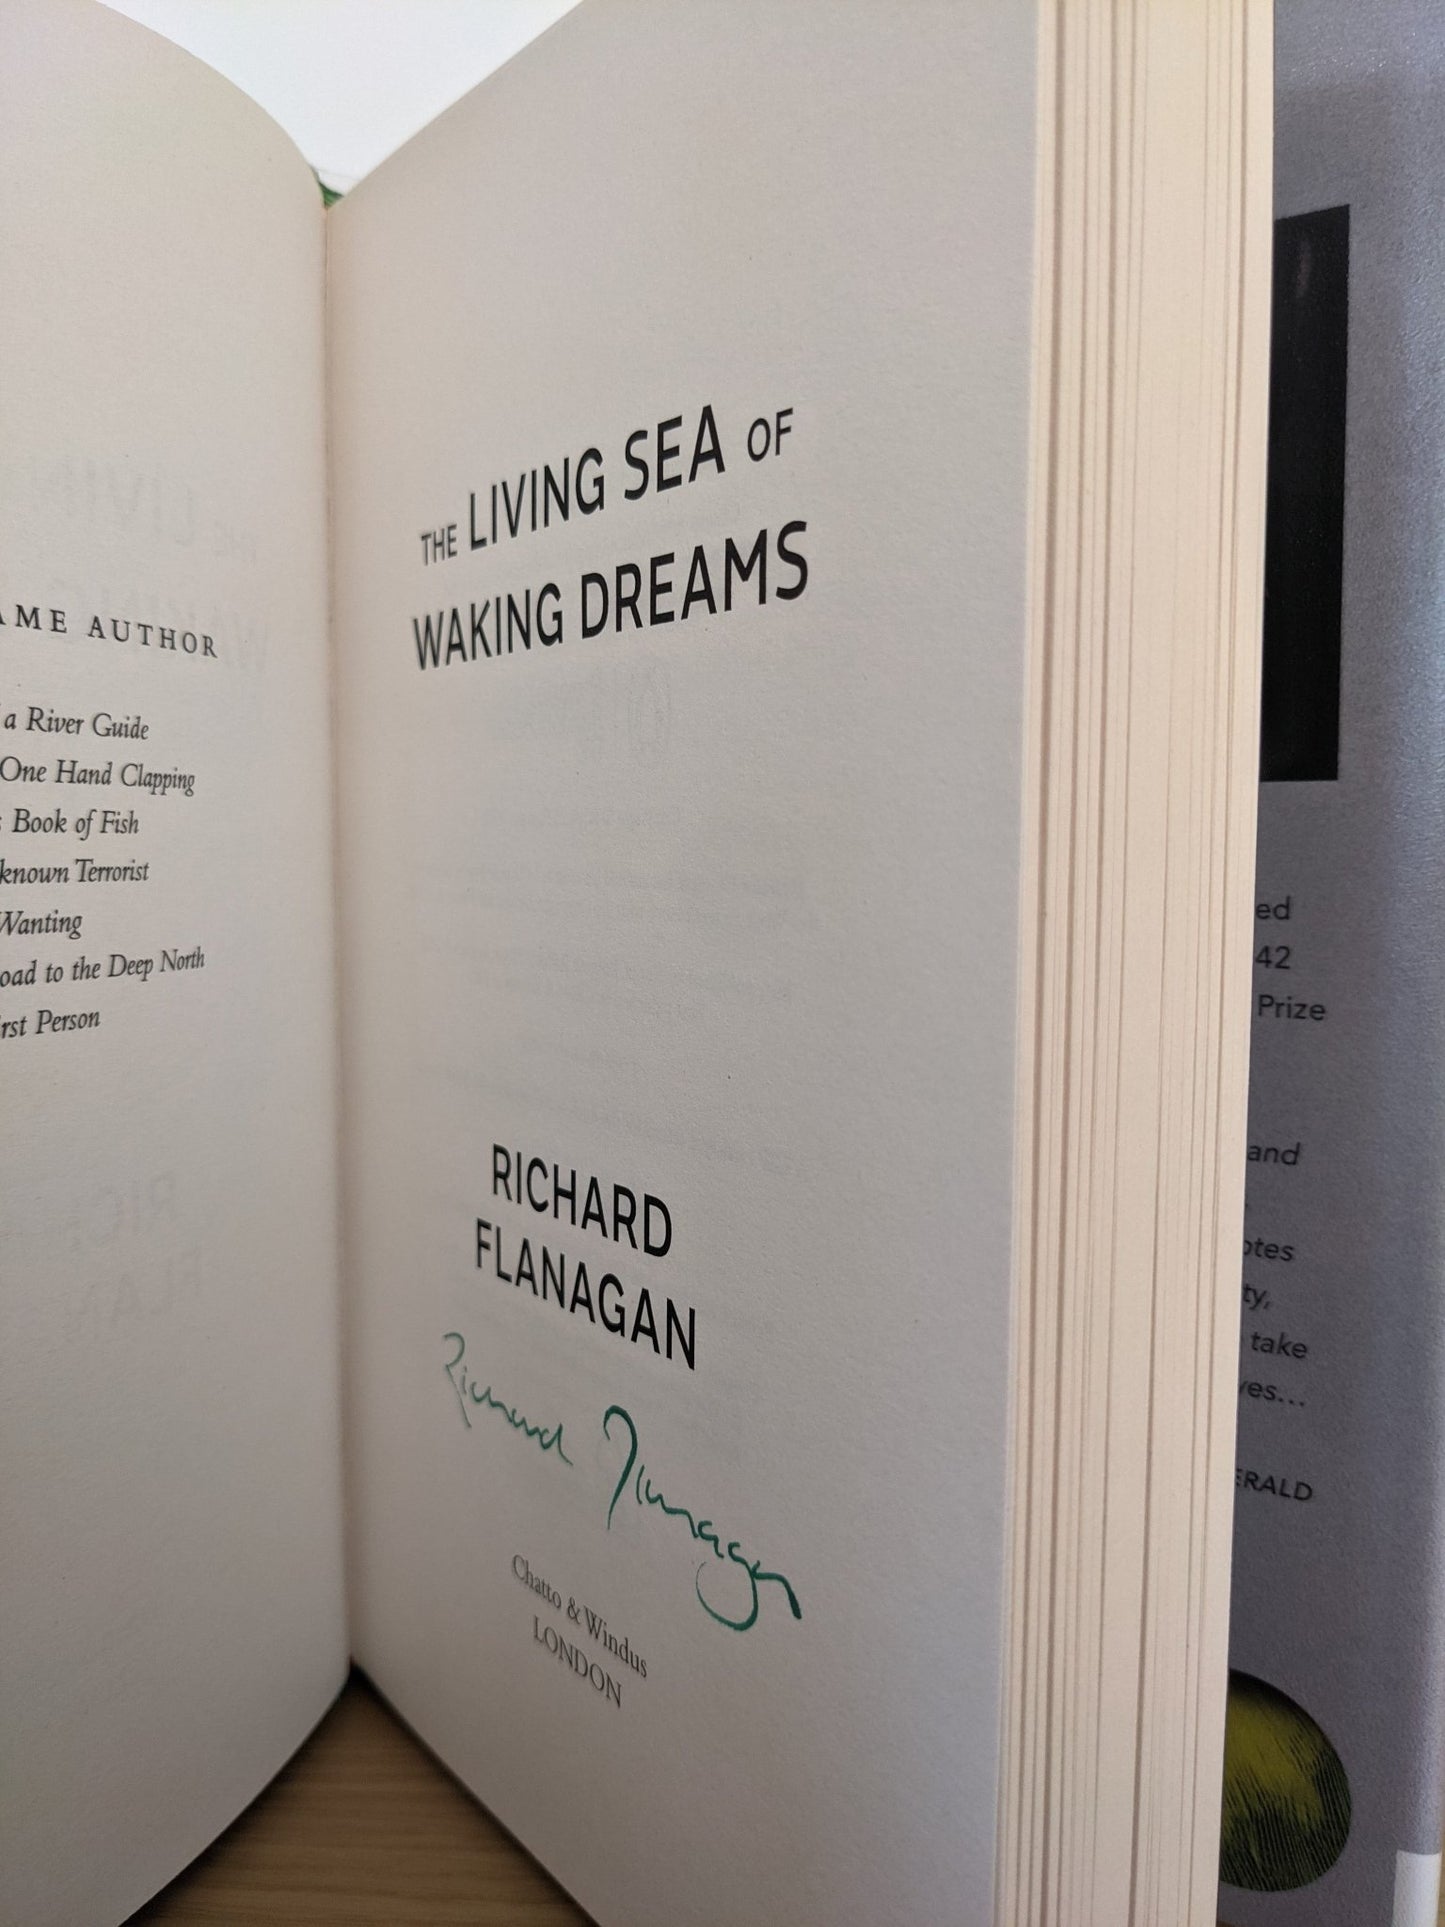 AME AUTHOR
a River Guide
One Hand Clapping
Book of Fish
known Terrorist
Wanting
oad to the Deep North
rst Person
THE LIVING SEA OF
WAKING DREAMS
RICHARD
FLANAGAN
Richard Flanagan
Chatto & Windus
LONDON
ed
42
Prize
and
otes
ty,
take
ves...
ERALD